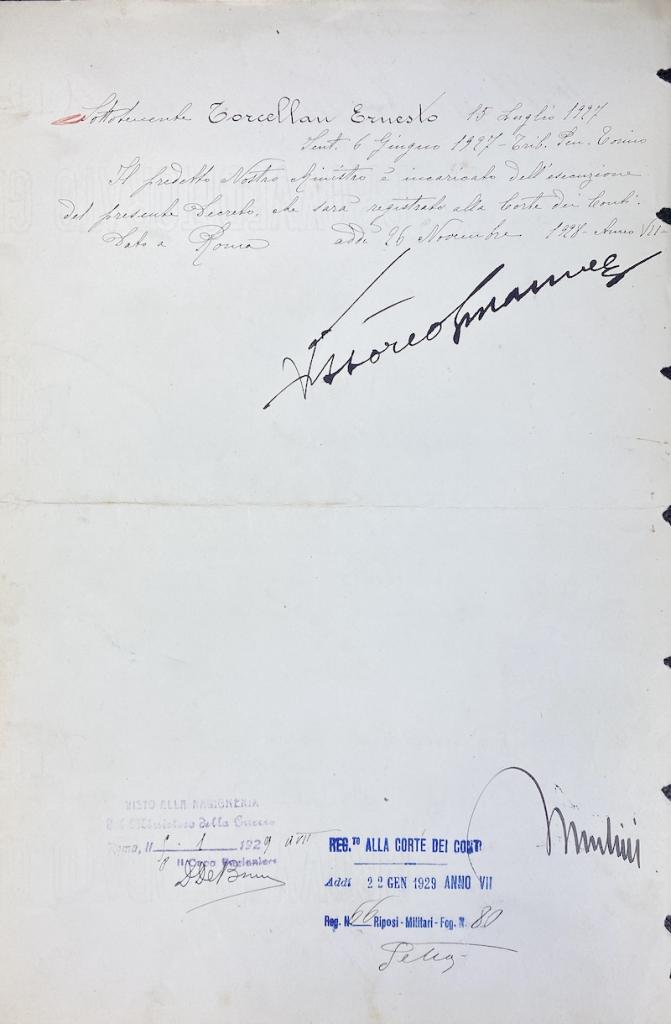 Sottotenente Torcellan Ernesto 15 Luglio 1927
Sent. 6 Giugno 1927 - Trib. Pen. Torino
Il predetto Nostro Ministro è incaricato dell'esecuzione
del presente Decreto, che sarà registrato alla Corte dei Conti.
Dato a Roma addì 26 Novembre 1928 - Anno VII -
Vittorio Emanuele
VISTO ALLA RAGIONERIA
del Ministero della Guerra
Roma, li 1 1929 a VII
Il Capo Ragioniere
REG.TO ALLA CORTE DEI CONTI
Addì 22 GEN 1929 ANNO VII
Reg. N. 66 Riposi - Militari - Fog. N. 80